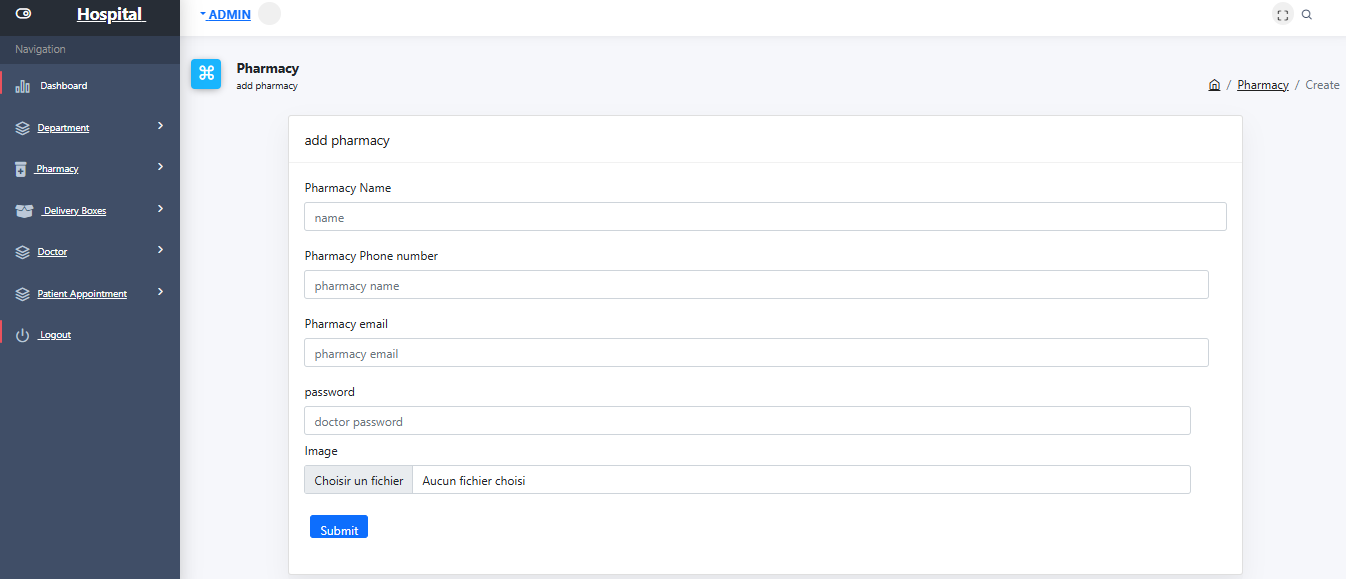 Hospital
ADMIN
Navigation
Dashboard
Department
Pharmacy
Delivery Boxes
Doctor
Patient Appointment
Logout
Pharmacy
add pharmacy
Pharmacy / Create
add pharmacy
Pharmacy Name
name
Pharmacy Phone number
pharmacy name
Pharmacy email
pharmacy email
password
doctor password
Image
Choisir un fichier Aucun fichier choisi
Submit